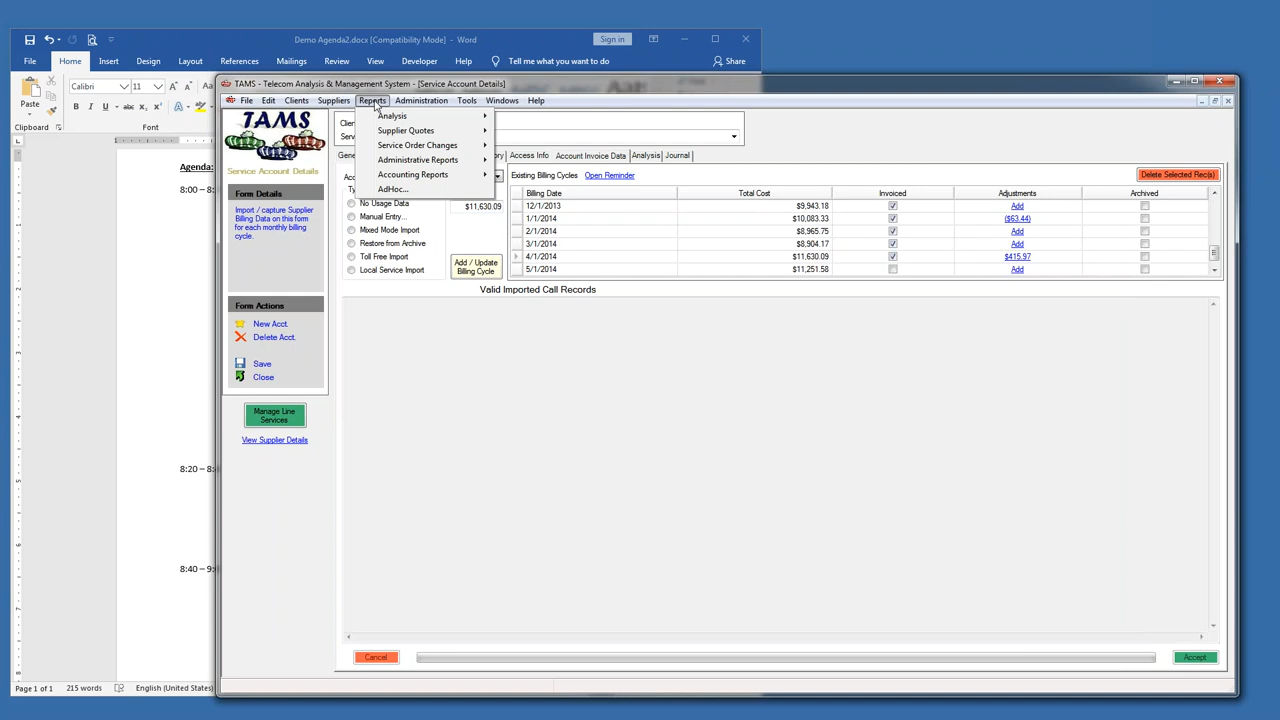 Demo Agenda2.docx [Compatibility Mode] - Word
Sign in
File Home Insert Design Layout References Mailings Review View Developer Help Tell me what you want to do Share
Paste
Calibri 11
B I U abc x₂ x²
Clipboard Font
Agenda:
8:00 –
8:20 – 8:
8:40 – 9:
Page 1 of 1 215 words English (United States)
TAMS - Telecom Analysis & Management System - [Service Account Details]
File Edit Clients Suppliers Reports Administration Tools Windows Help
Analysis
Supplier Quotes
Service Order Changes
Administrative Reports
Accounting Reports
AdHoc...
TAMS
Service Account Details
Form Details
Import / capture Supplier
Billing Data on this form
for each monthly billing
cycle.
Form Actions
New Acct.
Delete Acct.
Save
Close
Manage Line
Services
View Supplier Details
Access Info Account Invoice Data Analysis Journal
No Usage Data
Manual Entry...
Mixed Mode Import
Restore from Archive
Toll Free Import
Local Service Import
$11,630.09
Add / Update
Billing Cycle
Existing Billing Cycles Open Reminder Delete Selected Rec(s)
Billing Date Total Cost Invoiced Adjustments Archived
12/1/2013 $9,943.18 Add
1/1/2014 $10,083.33 ($63.44)
2/1/2014 $8,965.75 Add
3/1/2014 $8,904.17 Add
4/1/2014 $11,630.09 $415.97
5/1/2014 $11,251.58 Add
Valid Imported Call Records
Cancel Accept